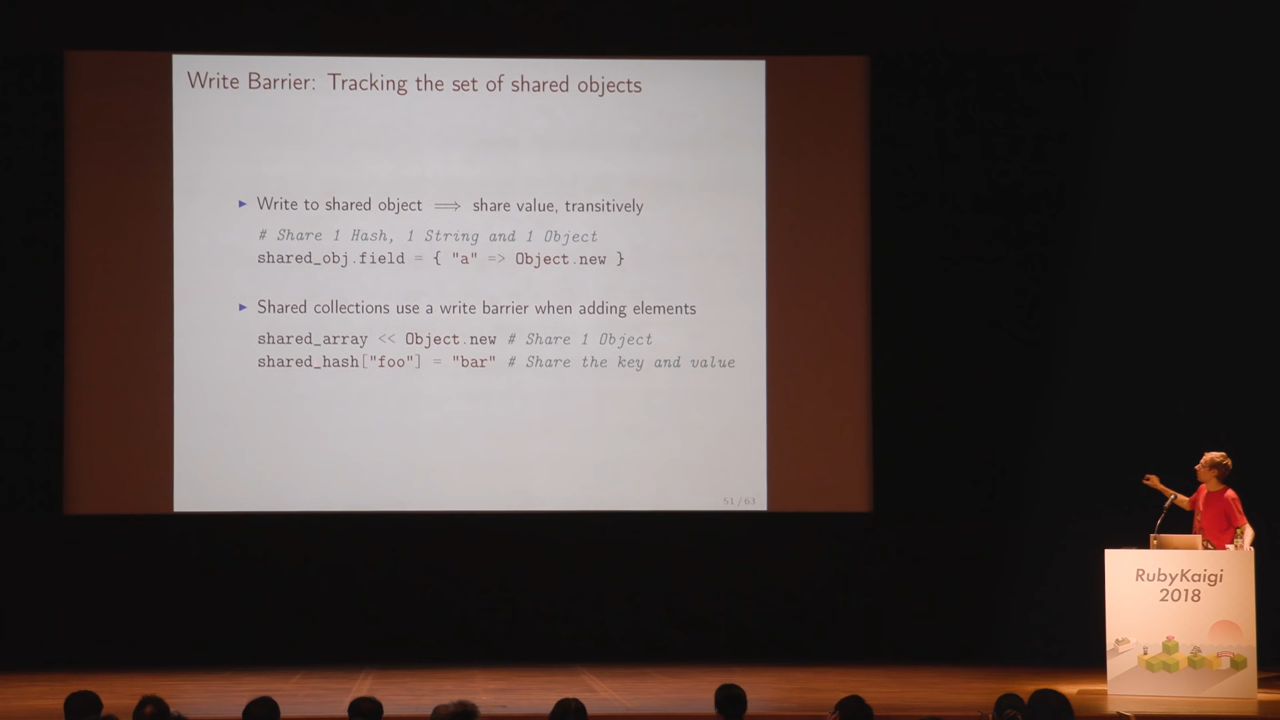 Write Barrier: Tracking the set of shared objects
▶ Write to shared object ⟹ share value, transitively
# Share 1 Hash, 1 String and 1 Object
shared_obj.field = { "a" => Object.new }
▶ Shared collections use a write barrier when adding elements
shared_array << Object.new # Share 1 Object
shared_hash["foo"] = "bar" # Share the key and value
51 / 63
RubyKaigi
2018